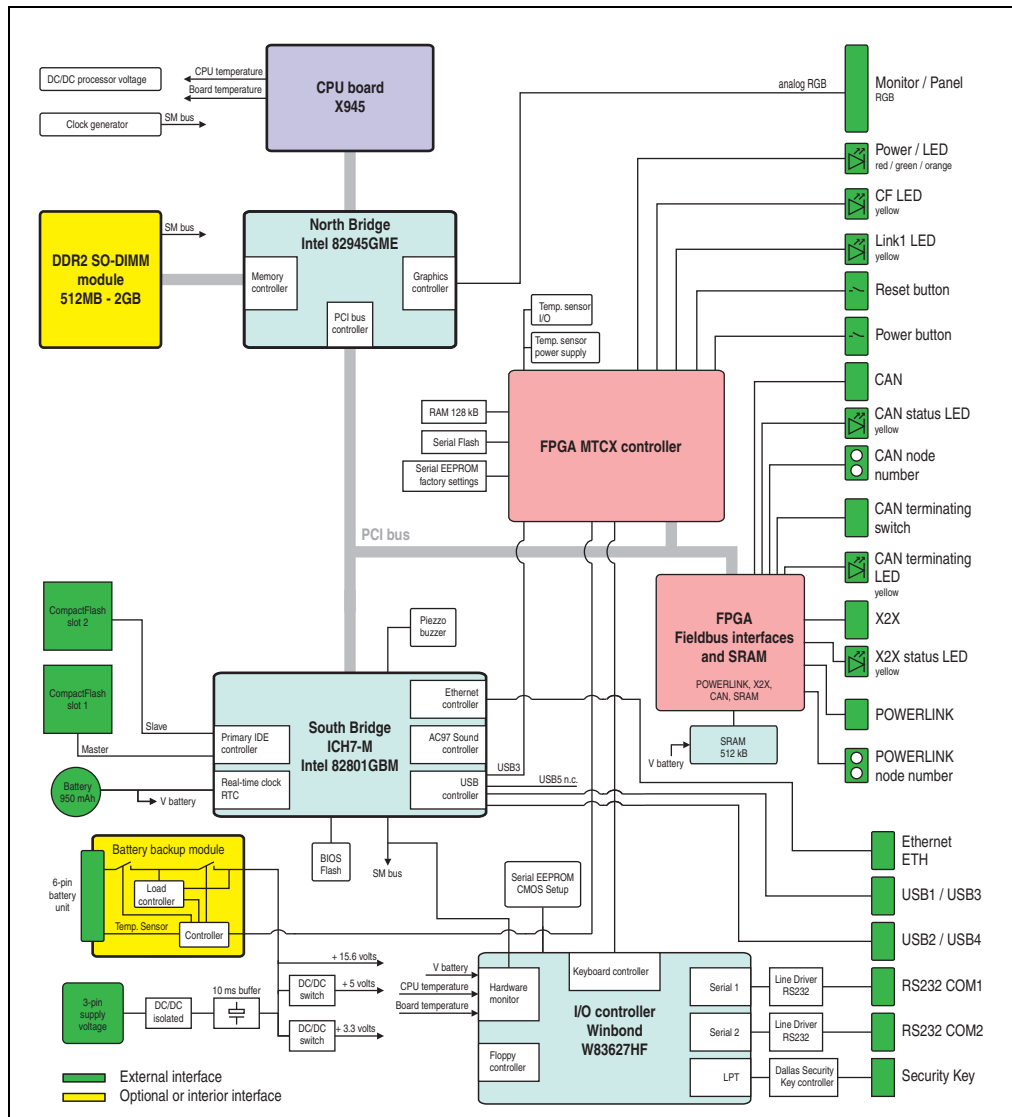 CPU temperature
DC/DC processor voltage
Board temperature
Clock generator
SM bus
CPU board
X945
analog RGB
Monitor / Panel
RGB
Power / LED
red / green / orange
CF LED
yellow
Link1 LED
yellow
Reset button
Power button
CAN
CAN status LED
yellow
CAN node
number
CAN terminating
switch
CAN terminating
LED
yellow
X2X
X2X status LED
yellow
POWERLINK
POWERLINK
node number
DDR2 SO-DIMM
module
512MB - 2GB
SM bus
North Bridge
Intel 82945GME
Memory
controller
Graphics
controller
PCI bus
controller
Temp. sensor
I/O
Temp. sensor
power supply
RAM 128 kB
Serial Flash
Serial EEPROM
factory settings
FPGA MTCX controller
PCI bus
FPGA
Fieldbus interfaces
and SRAM
POWERLINK, X2X,
CAN, SRAM
SRAM
512 kB
V battery
CompactFlash
slot 2
CompactFlash
slot 1
Slave
Master
Battery
950 mAh
V battery
Piezzo
buzzer
South Bridge
ICH7-M
Intel 82801GBM
Primary IDE
controller
Real-time clock
RTC
Ethernet
controller
AC97 Sound
controller
USB
controller
USB3
USB5 n.c.
BIOS
Flash
SM bus
Battery backup module
6-pin
battery
unit
Load
controller
Temp. Sensor
Controller
Serial EEPROM
CMOS Setup
Ethernet
ETH
USB1 / USB3
USB2 / USB4
+ 15.6 volts
+ 5 volts
+ 3.3 volts
DC/DC
switch
DC/DC
switch
3-pin
supply
voltage
DC/DC
isolated
10 ms buffer
V battery
CPU temperature
Board temperature
Hardware
monitor
Keyboard controller
I/O controller
Winbond
W83627HF
Floppy
controller
Serial 1
Line Driver
RS232
RS232 COM1
Serial 2
Line Driver
RS232
RS232 COM2
LPT
Dallas Security
Key controller
Security Key
External interface
Optional or interior interface